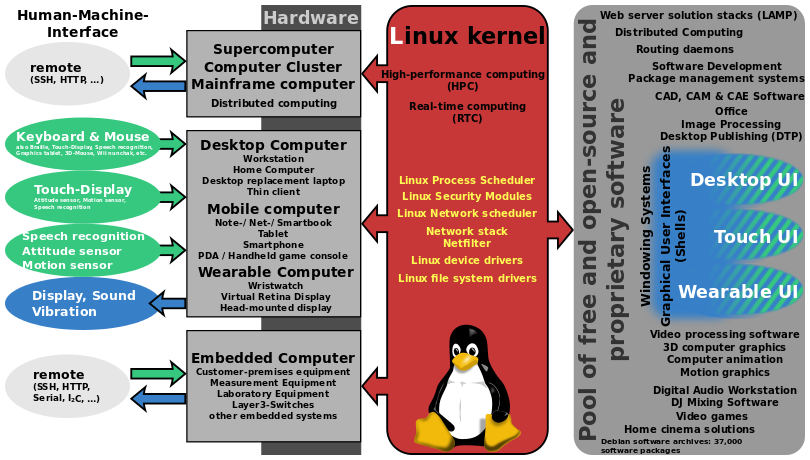 Human-Machine-
Interface
remote
(SSH, HTTP, ...)
Keyboard & Mouse
also Braille, Touch-Display, Speech recognition,
Graphics tablet, 3D-Mouse, Wii nunchak, etc.
Touch-Display
Attitude sensor, Motion sensor,
Speech recognition
Speech recognition
Attitude sensor
Motion sensor
Display, Sound
Vibration
remote
(SSH, HTTP,
Serial, I2C, ...)
Hardware
Supercomputer
Computer Cluster
Mainframe computer
Distributed computing
Desktop Computer
Workstation
Home Computer
Desktop replacement laptop
Thin client
Mobile computer
Note-/ Net-/ Smartbook
Tablet
Smartphone
PDA / Handheld game console
Wearable Computer
Wristwatch
Virtual Retina Display
Head-mounted display
Embedded Computer
Customer-premises equipment
Measurement Equipment
Laboratory Equipment
Layer3-Switches
other embedded systems
Linux kernel
High-performance computing
(HPC)
Real-time computing
(RTC)
Linux Process Scheduler
Linux Security Modules
Linux Network scheduler
Network stack
Netfilter
Linux device drivers
Linux file system drivers
Pool of free and open-source and
proprietary software
Web server solution stacks (LAMP)
Distributed Computing
Routing daemons
Software Development
Package management systems
CAD, CAM & CAE Software
Office
Image Processing
Desktop Publishing (DTP)
Windowing Systems
Graphical User Interfaces
(Shells)
Desktop UI
Touch UI
Wearable UI
Video processing software
3D computer graphics
Computer animation
Motion graphics
Digital Audio Workstation
DJ Mixing Software
Video games
Home cinema solutions
Debian software archives: 37,000
software packages